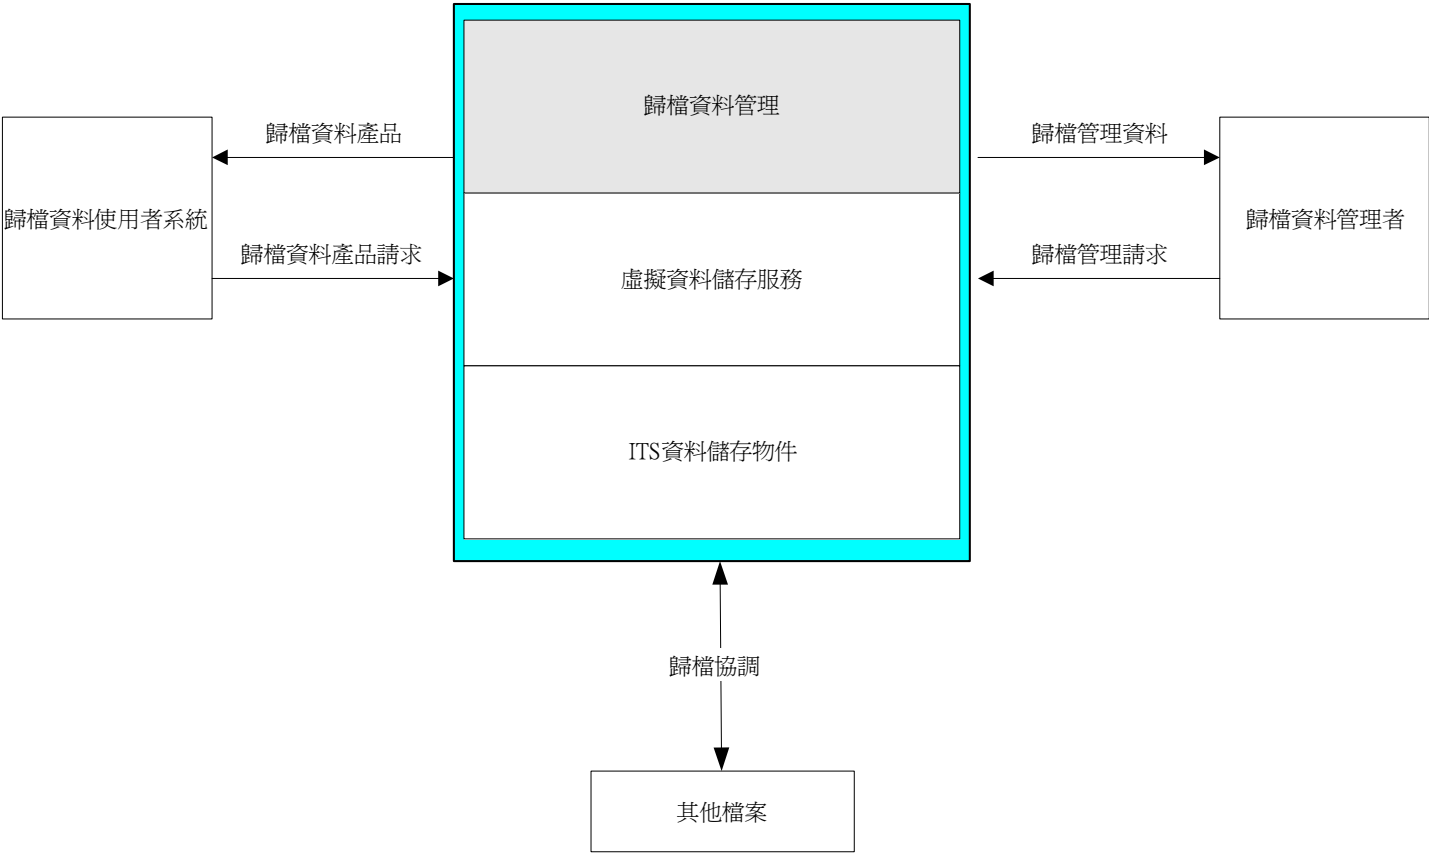 歸檔資料管理
歸檔資料產品
歸檔管理資料
歸檔資料使用者系統
歸檔資料管理者
歸檔資料產品請求
歸檔管理請求
虛擬資料儲存服務
ITS資料儲存物件
歸檔協調
其他檔案